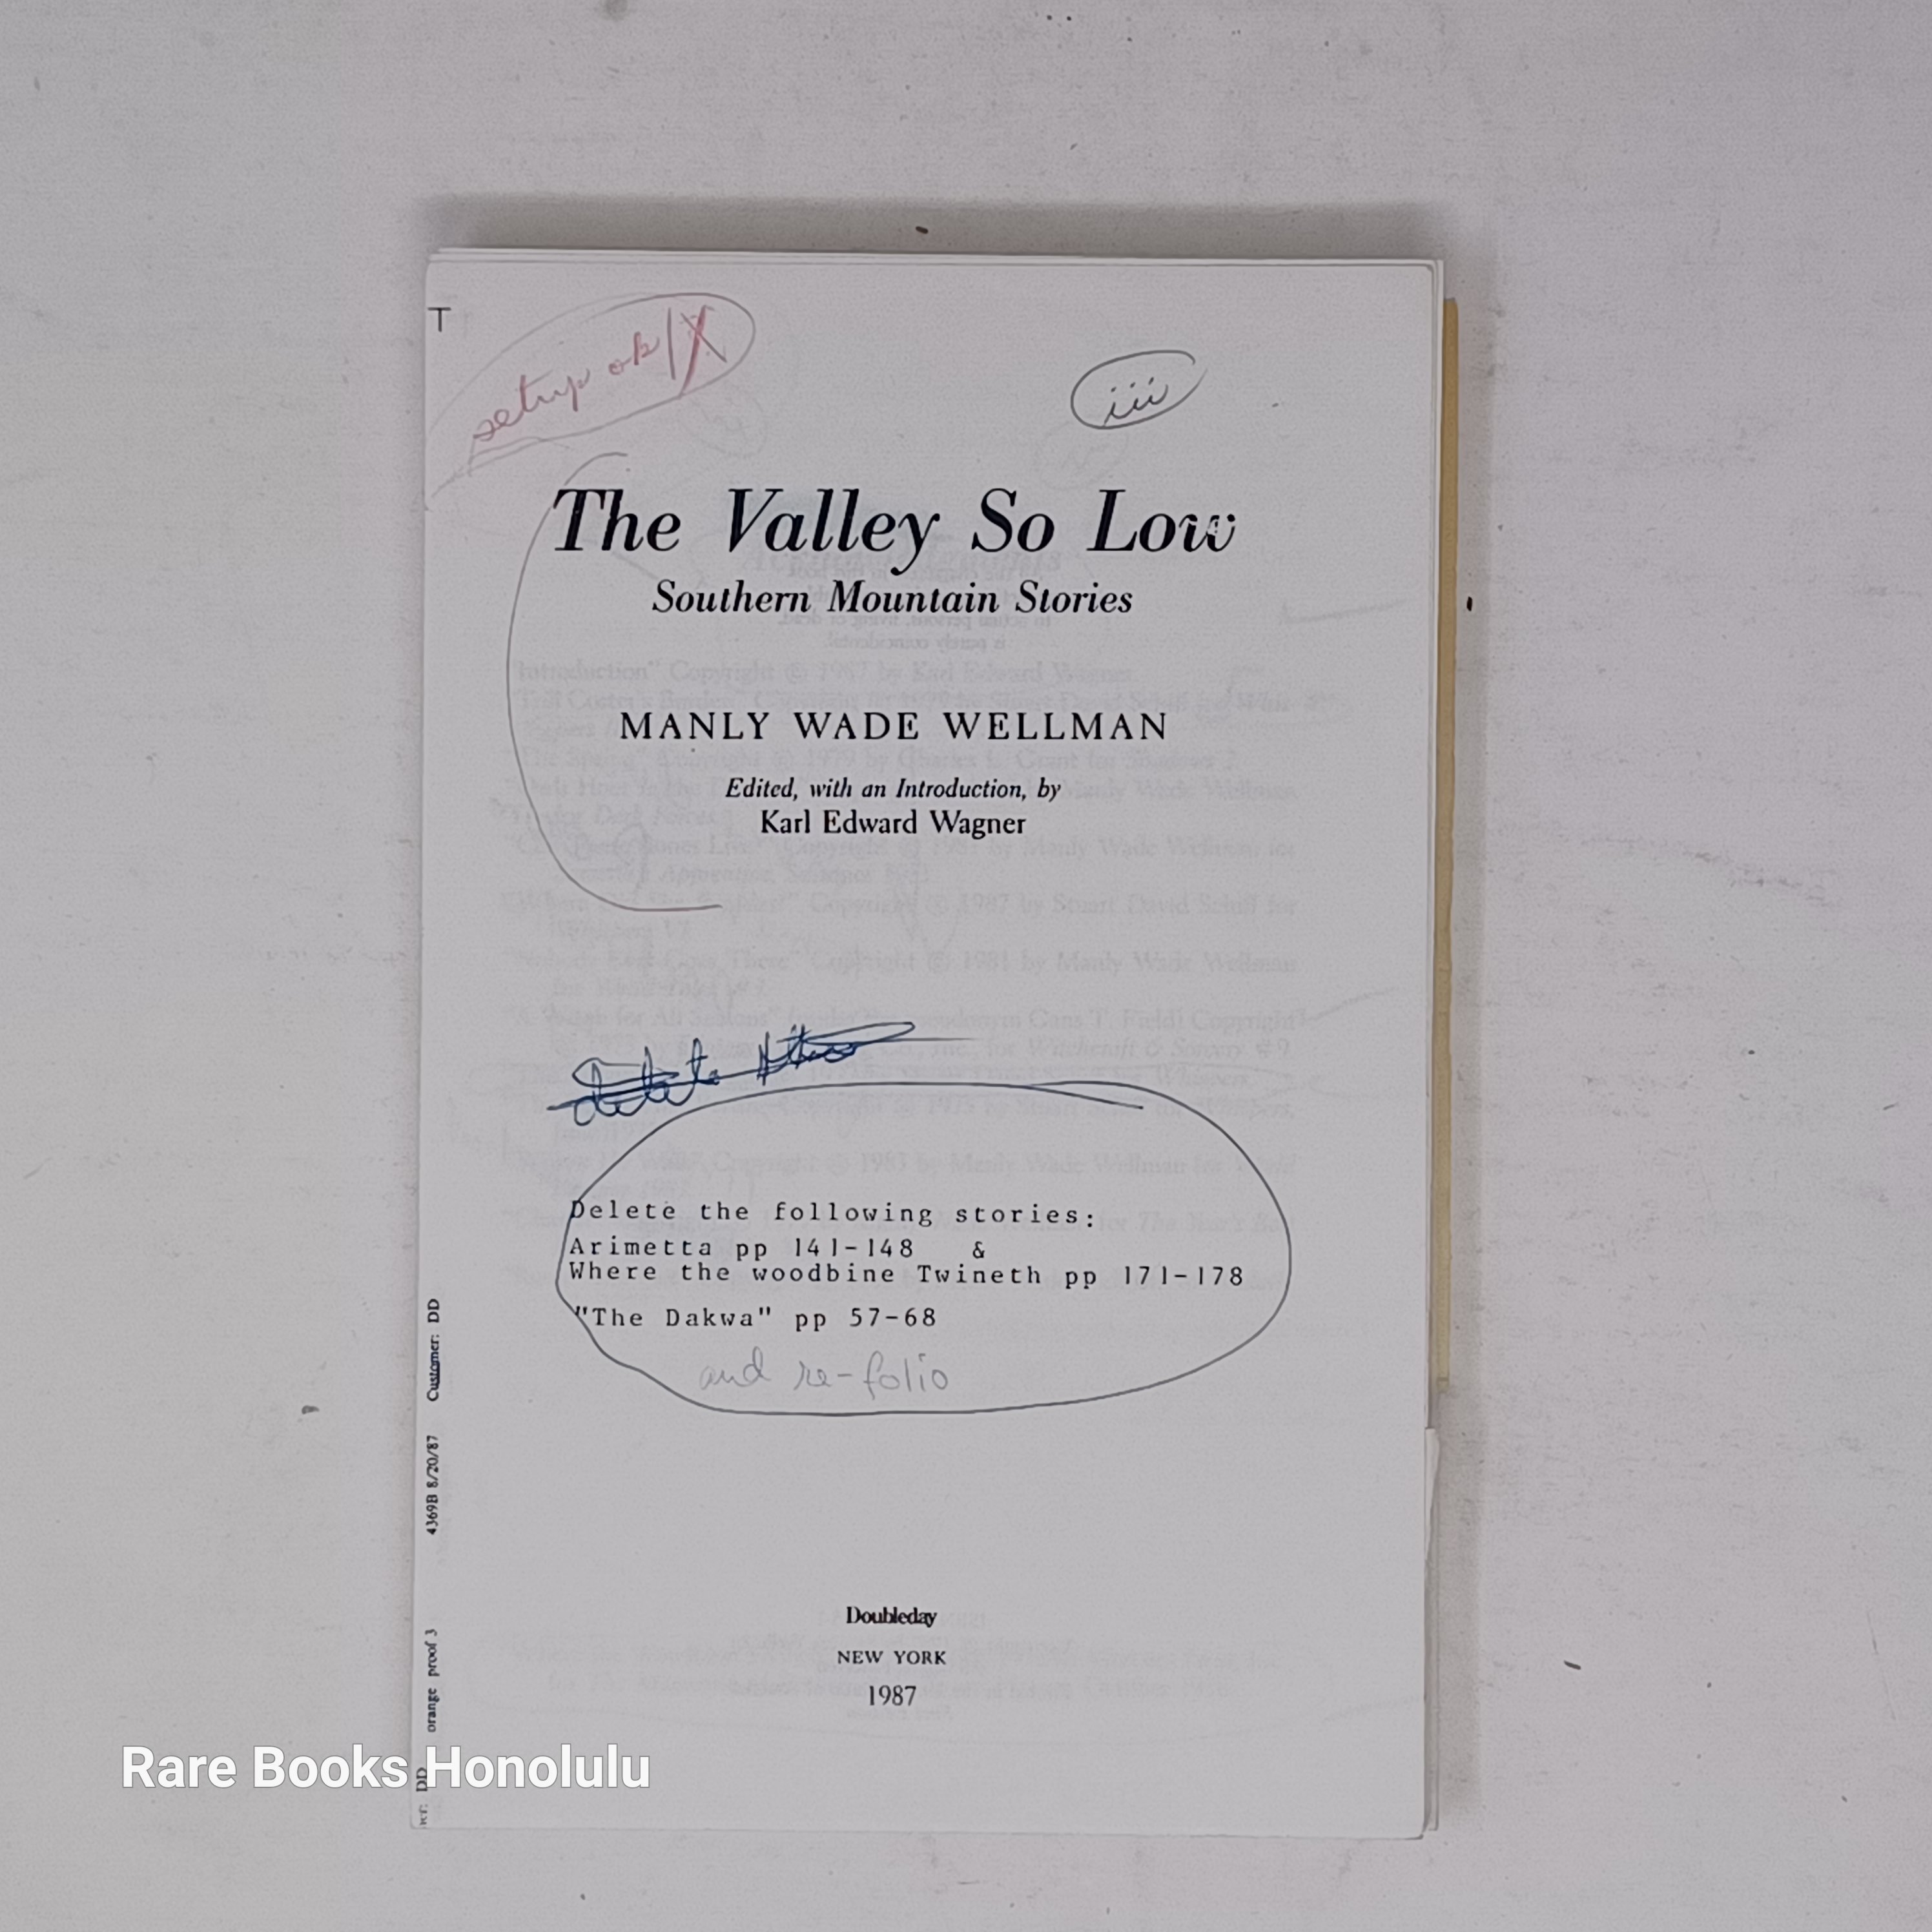 T
setup ok
iii
The Valley So Low
Southern Mountain Stories
MANLY WADE WELLMAN
Edited, with an Introduction, by
Karl Edward Wagner
Delete the following stories:
Arimetta pp 141-148 &
Where the woodbine Twineth pp 171-178
"The Dakwa" pp 57-68
and re-folio
Doubleday
NEW YORK
1987
DD orange proof 3 4369B 8/20/87 Customer: DD
Rare Books Honolulu